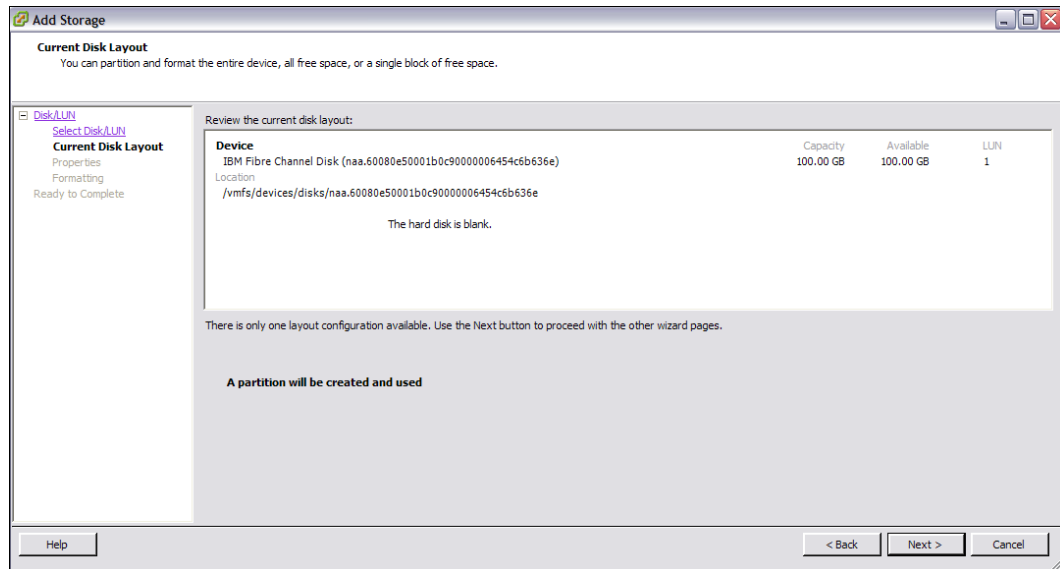 Add Storage
Current Disk Layout
You can partition and format the entire device, all free space, or a single block of free space.
Disk/LUN
Select Disk/LUN
Current Disk Layout
Properties
Formatting
Ready to Complete
Review the current disk layout:
Device Capacity Available LUN
IBM Fibre Channel Disk (naa.60080e50001b0c90000006454c6b636e) 100.00 GB 100.00 GB 1
Location
/vmfs/devices/disks/naa.60080e50001b0c90000006454c6b636e
The hard disk is blank.
There is only one layout configuration available. Use the Next button to proceed with the other wizard pages.
A partition will be created and used
Help < Back Next > Cancel